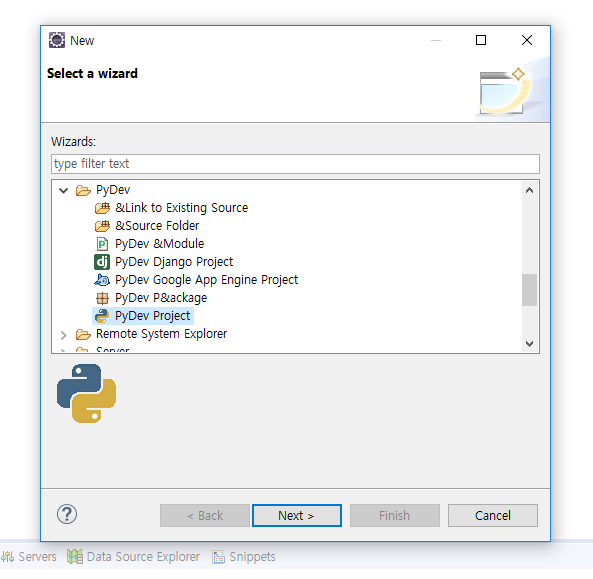 New
Select a wizard
Wizards:
type filter text
PyDev
&Link to Existing Source
&Source Folder
PyDev &Module
PyDev Django Project
PyDev Google App Engine Project
PyDev P&ackage
PyDev Project
Remote System Explorer
Server
< Back Next > Finish Cancel
Servers Data Source Explorer Snippets